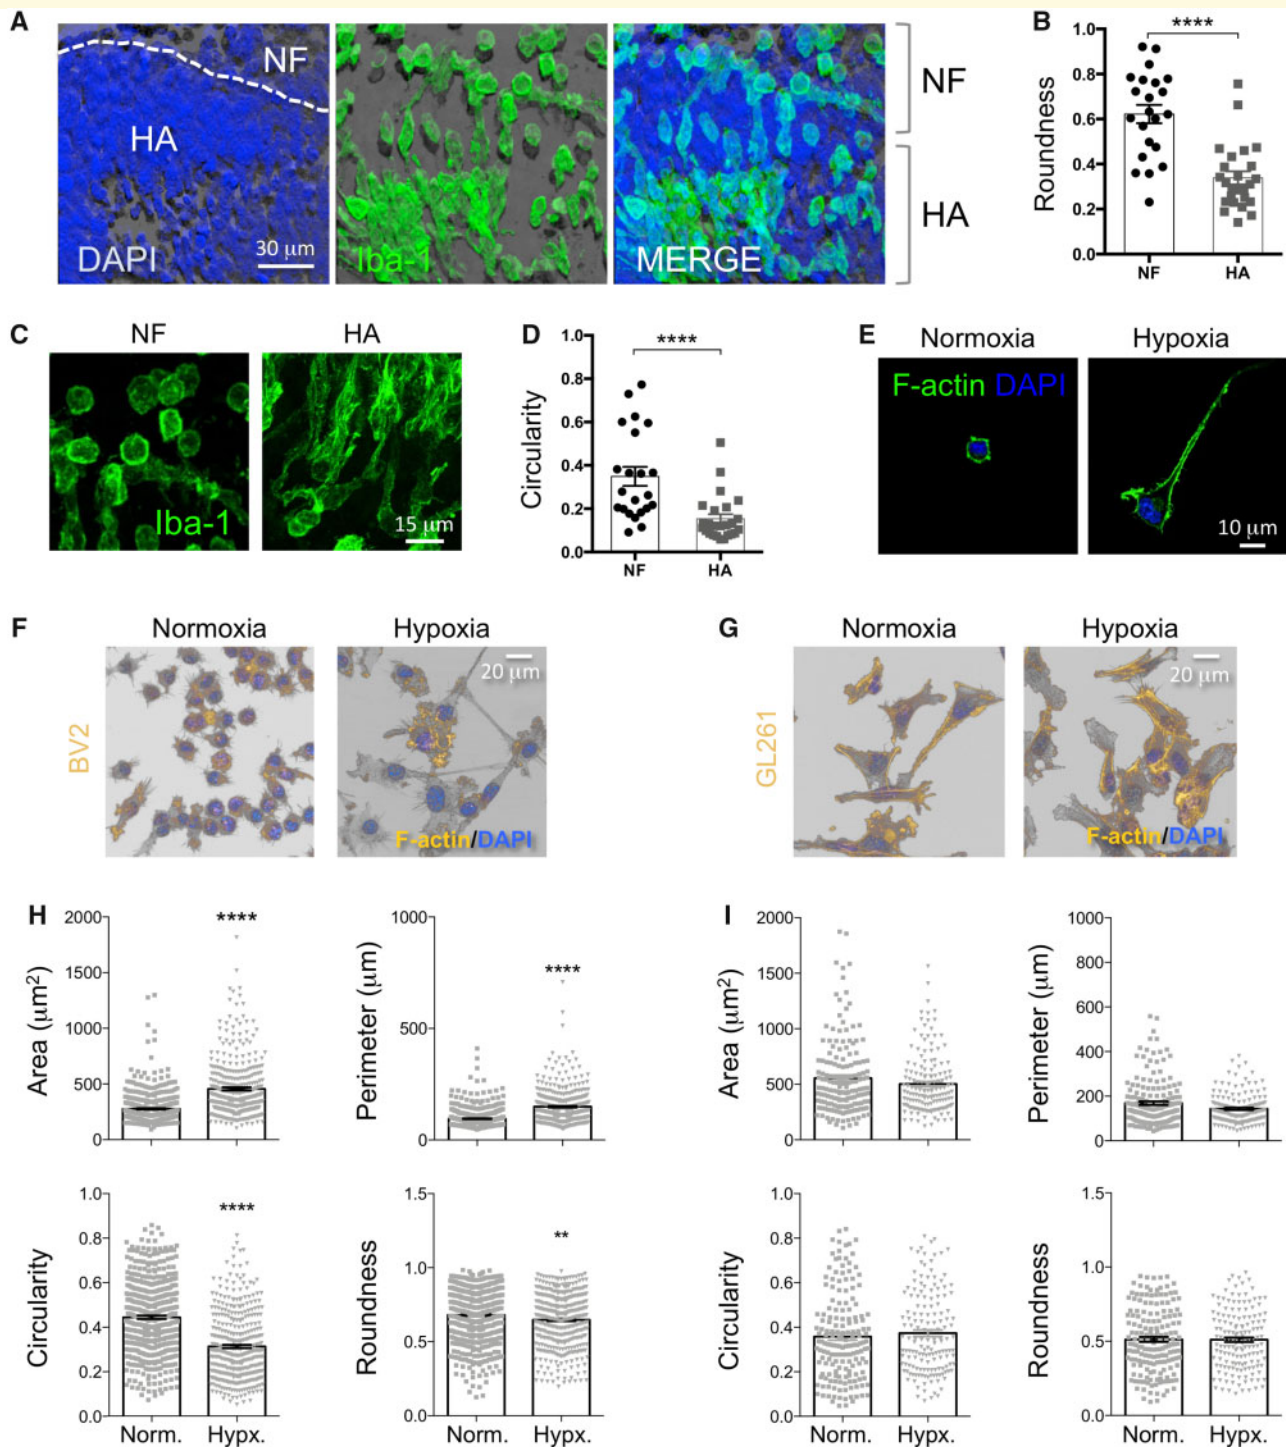 A
NF
HA
DAPI
30 μm
Iba-1
MERGE
NF
HA
B
****
Roundness
1.0
0.8
0.6
0.4
0.2
0.0
NF HA
C
NF HA
Iba-1
15 μm
D
****
Circularity
1.0
0.8
0.6
0.4
0.2
0.0
NF HA
E
Normoxia Hypoxia
F-actin DAPI
10 μm
F
Normoxia Hypoxia
BV2
20 μm
F-actin/DAPI
G
Normoxia Hypoxia
GL261
20 μm
F-actin/DAPI
H
Area (μm²)
2000
1500
1000
500
0
****
Perimeter (μm)
1000
500
0
****
Circularity
1.0
0.8
0.6
0.4
0.2
0.0
****
Norm. Hypx.
Roundness
1.5
1.0
0.5
0.0
**
Norm. Hypx.
I
Area (μm²)
2000
1500
1000
500
0
Perimeter (μm)
1000
800
600
400
200
0
Circularity
1.0
0.8
0.6
0.4
0.2
0.0
Norm. Hypx.
Roundness
1.5
1.0
0.5
0.0
Norm. Hypx.